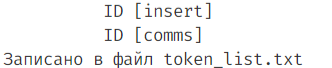 ID [insert]
ID [comms]
Записано в файл token_list.txt